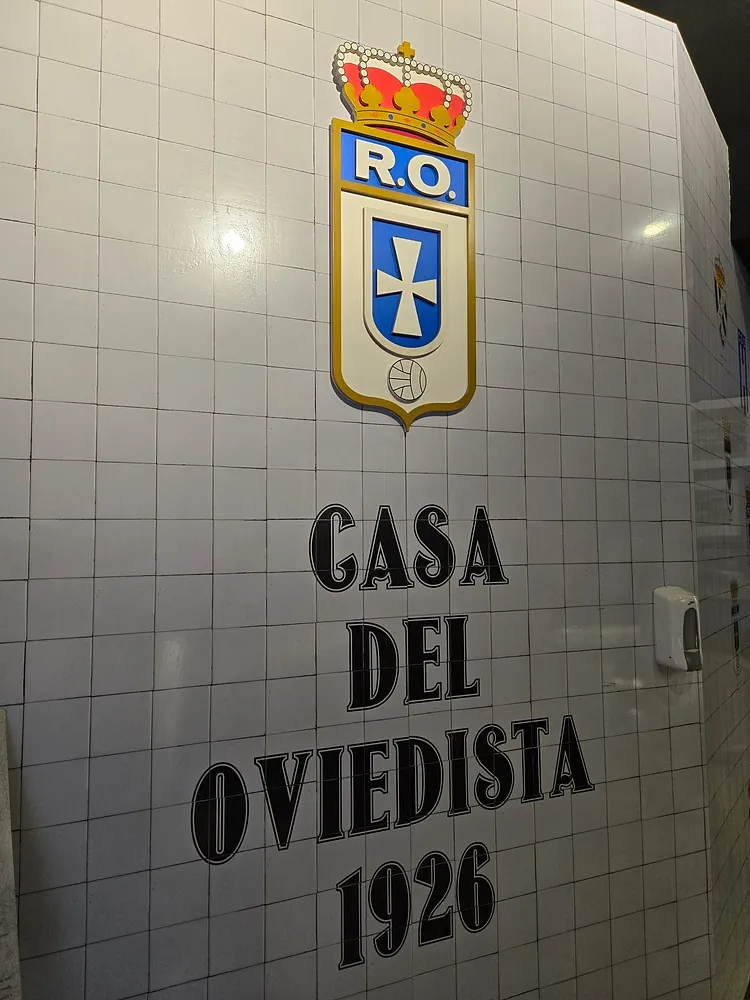 R.O.
CASA
DEL
OVIEDISTA
1926